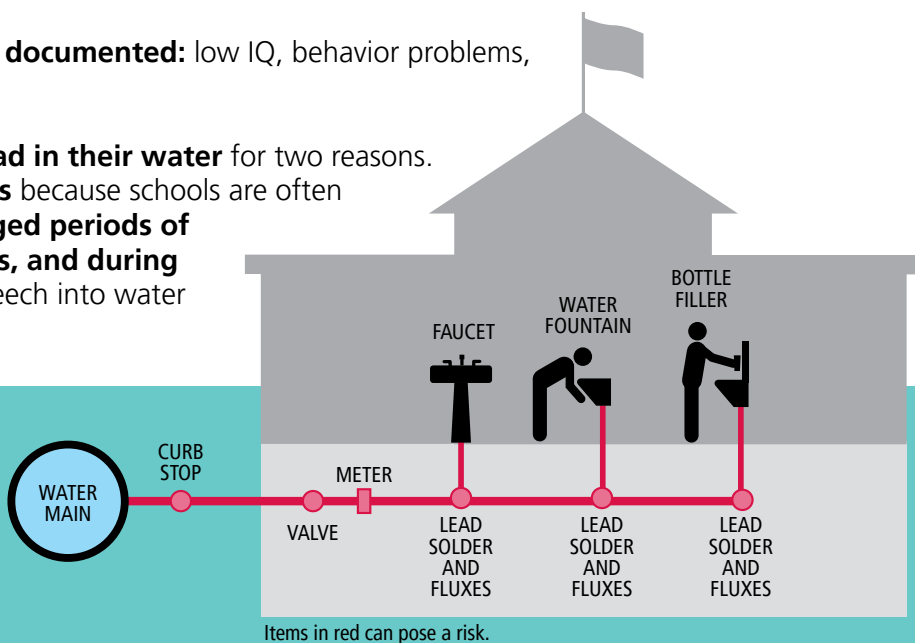 documented: low IQ, behavior problems,
ad in their water for two reasons.
s because schools are often
ged periods of
s, and during
eech into water
BOTTLE
FILLER
WATER
FOUNTAIN
FAUCET
CURB
STOP
METER
WATER
MAIN
VALVE
LEAD
SOLDER
AND
FLUXES
LEAD
SOLDER
AND
FLUXES
LEAD
SOLDER
AND
FLUXES
Items in red can pose a risk.